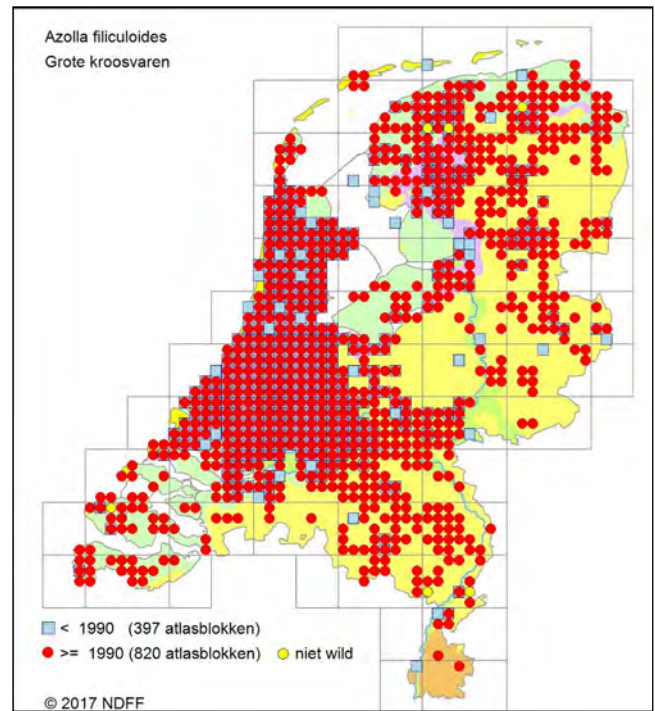 Azolla filiculoides
Grote kroosvaren
< 1990 (397 atlasblokken)
>= 1990 (820 atlasblokken) niet wild
© 2017 NDFF